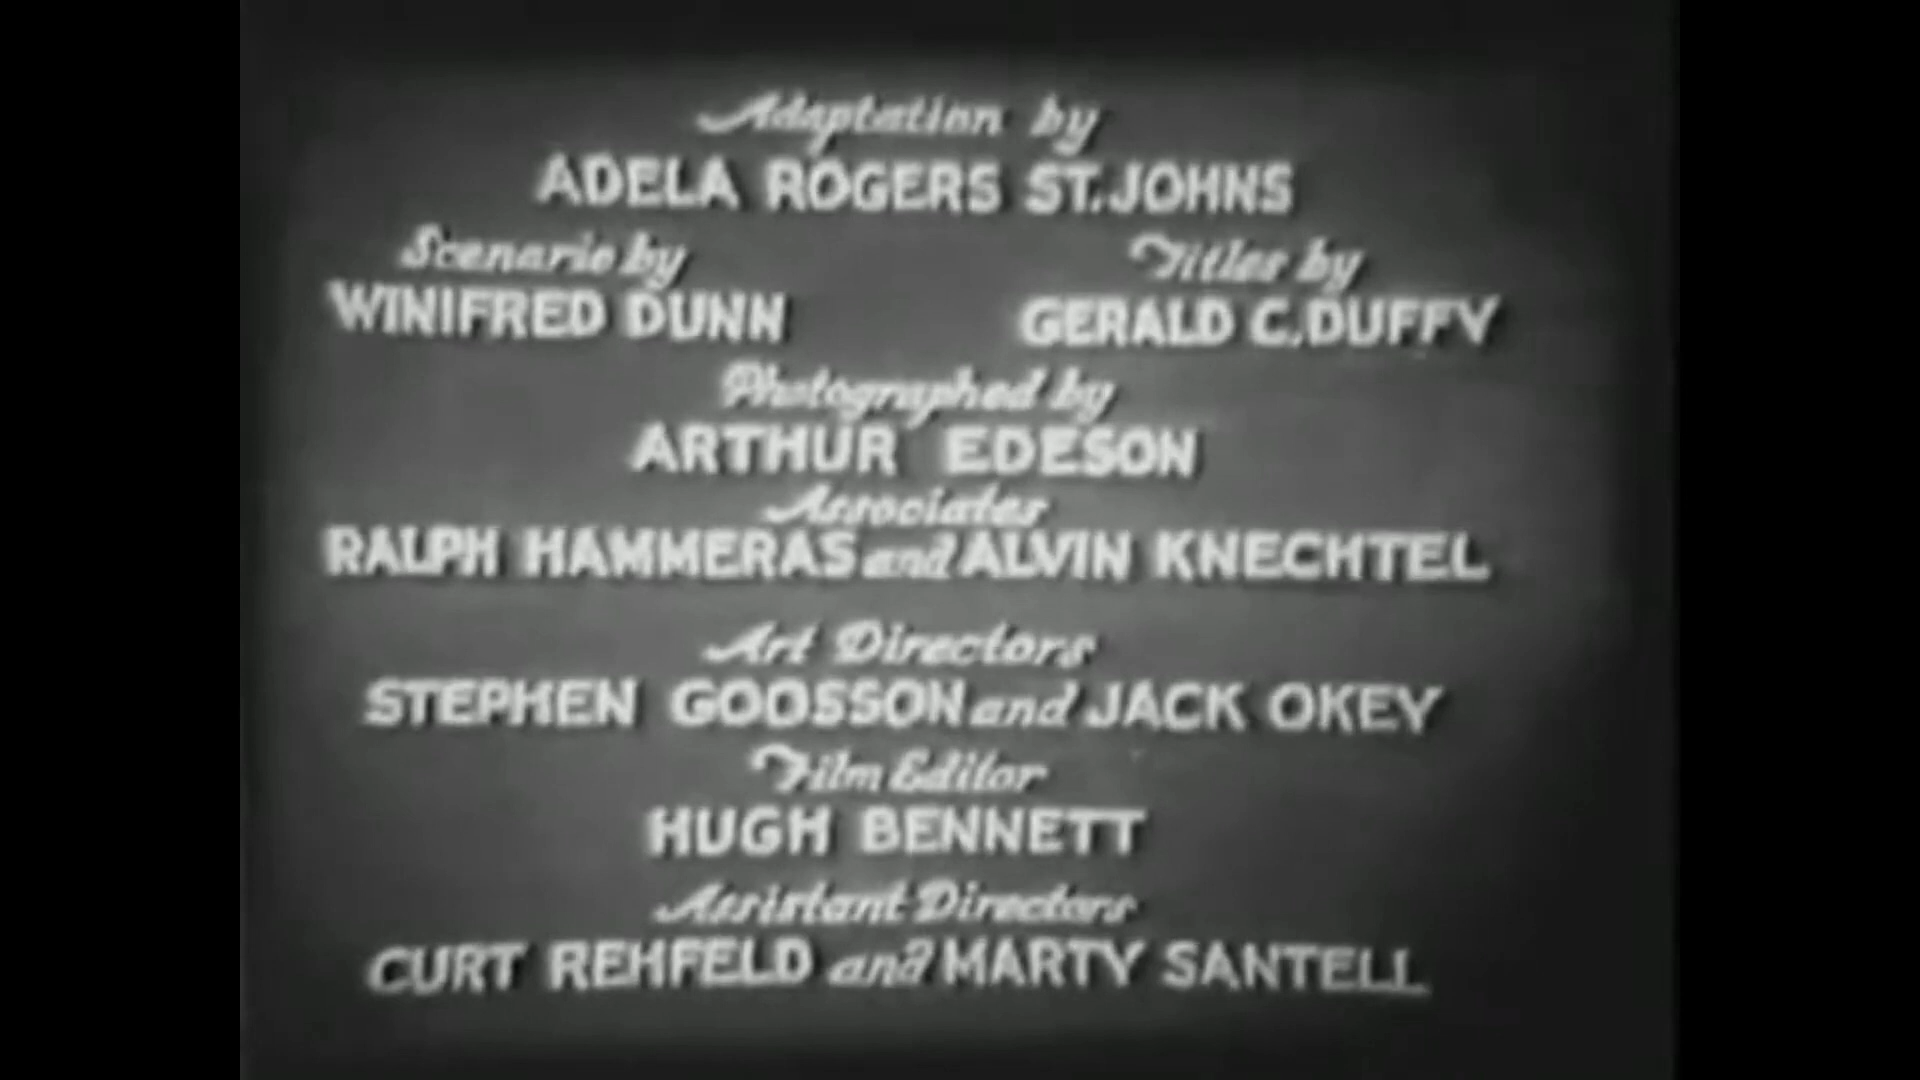 Adaptation by
ADELA ROGERS ST. JOHNS
Scenario by
WINIFRED DUNN
Titles by
GERALD C. DUFFY
Photographed by
ARTHUR EDESON
Associates
RALPH HAMMERAS and ALVIN KNECHTEL
Art Directors
STEPHEN GOOSSON and JACK OKEY
Film Editor
HUGH BENNETT
Assistant Directors
CURT REHFELD and MARTY SANTELL